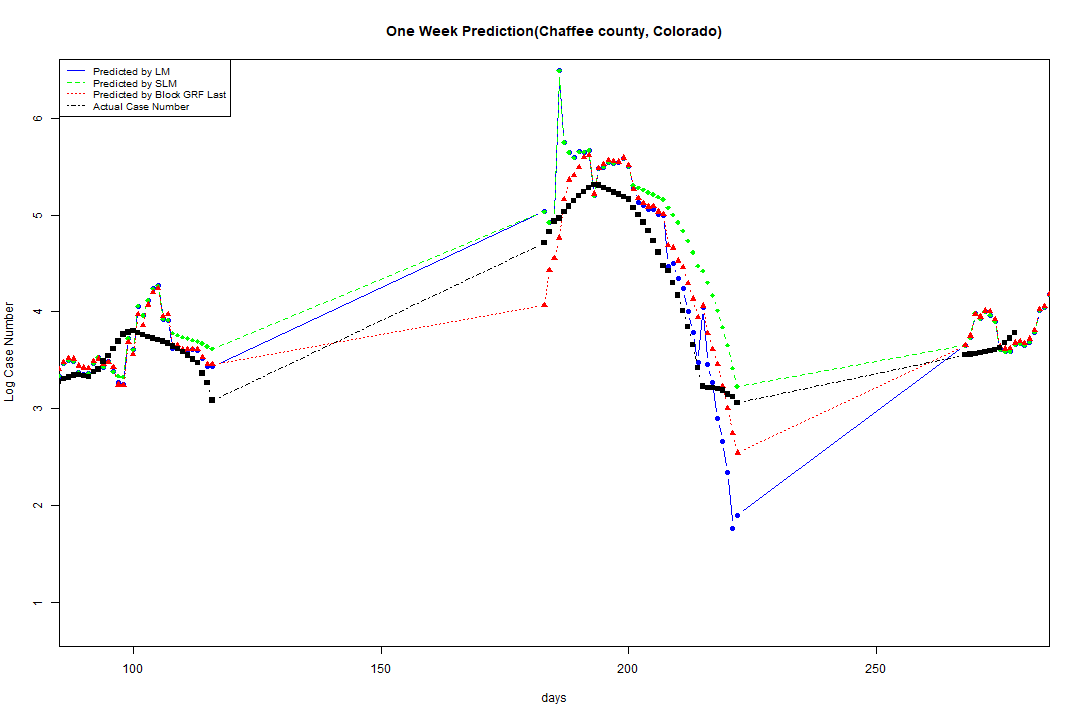 One Week Prediction(Chaffee county, Colorado)
Predicted by LM
Predicted by SLM
Predicted by Block GRF Last
Actual Case Number
Log Case Number
6
5
4
3
2
1
100
150
200
250
days